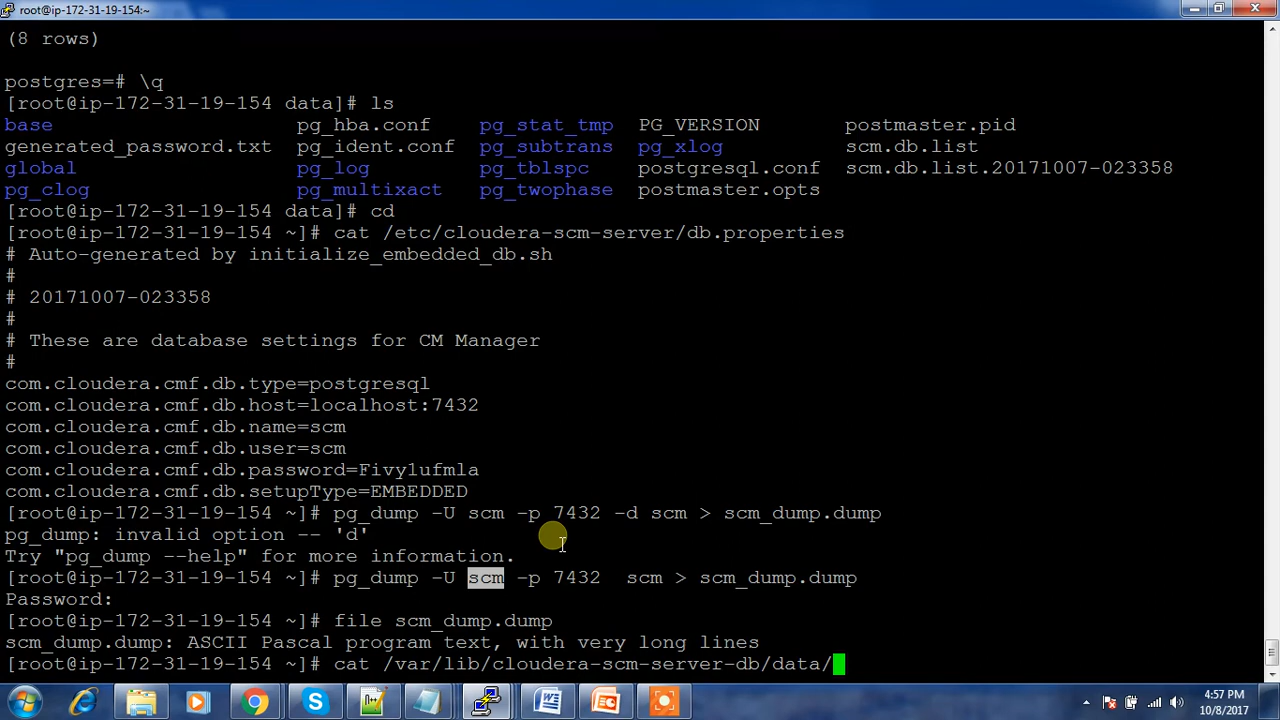 root@ip-172-31-19-154:~
(8 rows)
postgres=# \q
[root@ip-172-31-19-154 data]# ls
base pg_hba.conf pg_stat_tmp PG_VERSION postmaster.pid
generated_password.txt pg_ident.conf pg_subtrans pg_xlog scm.db.list
global pg_log pg_tblspc postgresql.conf scm.db.list.20171007-023358
pg_clog pg_multixact pg_twophase postmaster.opts
[root@ip-172-31-19-154 data]# cd
[root@ip-172-31-19-154 ~]# cat /etc/cloudera-scm-server/db.properties
# Auto-generated by initialize_embedded_db.sh
#
# 20171007-023358
#
# These are database settings for CM Manager
#
com.cloudera.cmf.db.type=postgresql
com.cloudera.cmf.db.host=localhost:7432
com.cloudera.cmf.db.name=scm
com.cloudera.cmf.db.user=scm
com.cloudera.cmf.db.password=Fivy1ufmla
com.cloudera.cmf.db.setupType=EMBEDDED
[root@ip-172-31-19-154 ~]# pg_dump -U scm -p 7432 -d scm > scm_dump.dump
pg_dump: invalid option -- 'd'
Try "pg_dump --help" for more information.
[root@ip-172-31-19-154 ~]# pg_dump -U scm -p 7432  scm > scm_dump.dump
Password:
[root@ip-172-31-19-154 ~]# file scm_dump.dump
scm_dump.dump: ASCII Pascal program text, with very long lines
[root@ip-172-31-19-154 ~]# cat /var/lib/cloudera-scm-server-db/data/
4:57 PM
10/8/2017